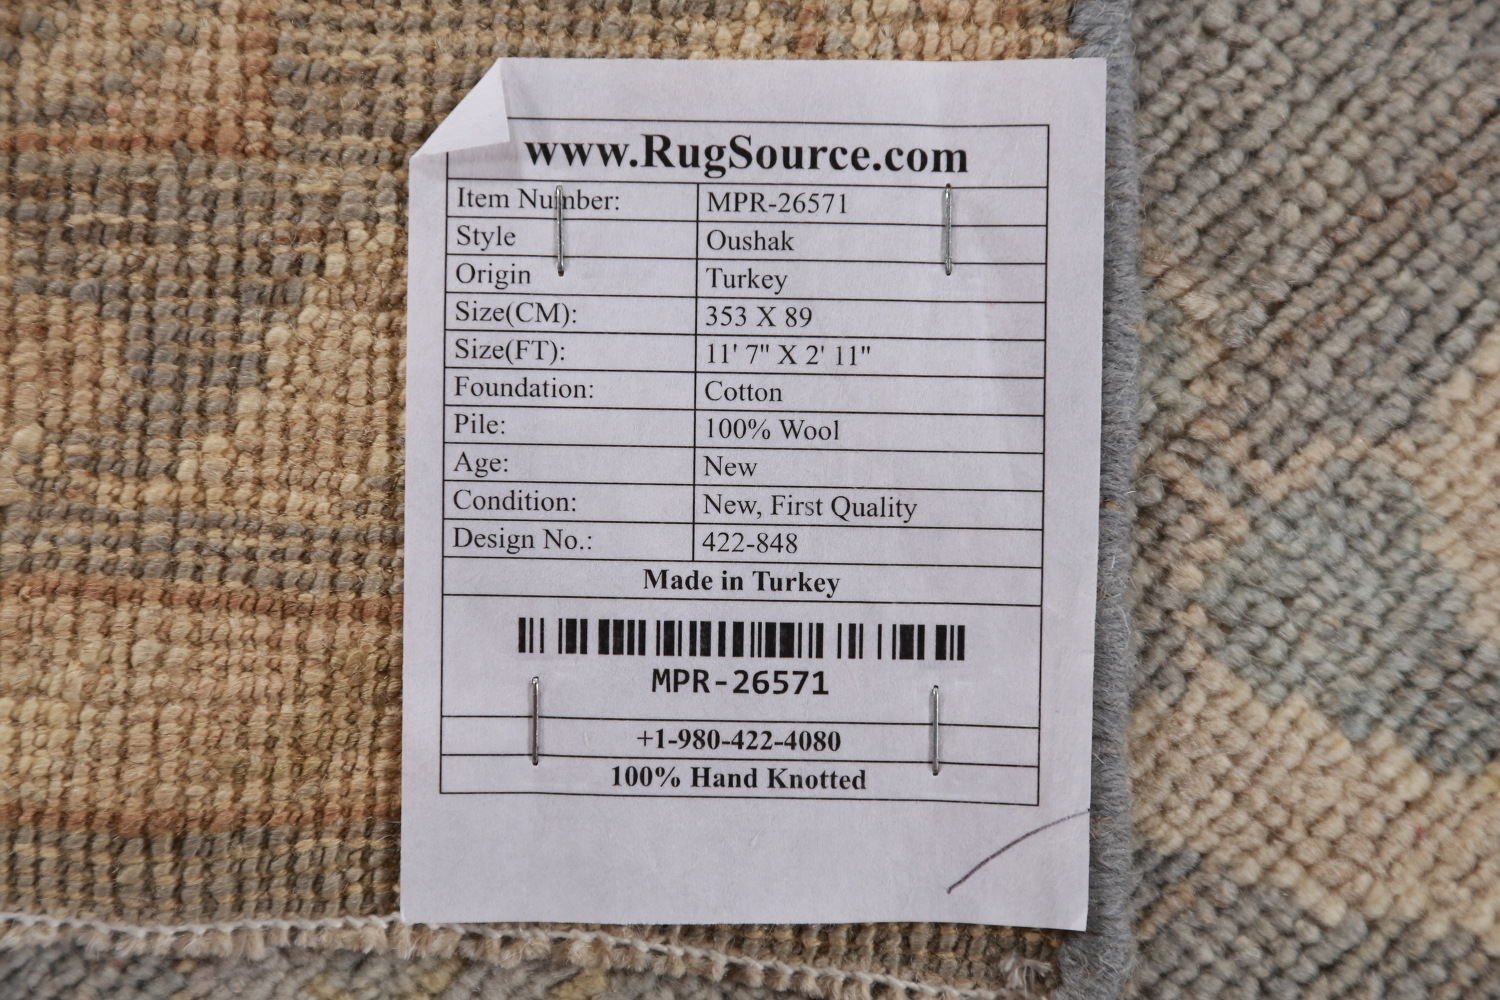 www.RugSource.com
Item Number: MPR-26571
Style Oushak
Origin Turkey
Size(CM): 353 X 89
Size(FT): 11' 7" X 2' 11"
Foundation: Cotton
Pile: 100% Wool
Age: New
Condition: New, First Quality
Design No.: 422-848
Made in Turkey
MPR-26571
+1-980-422-4080
100% Hand Knotted